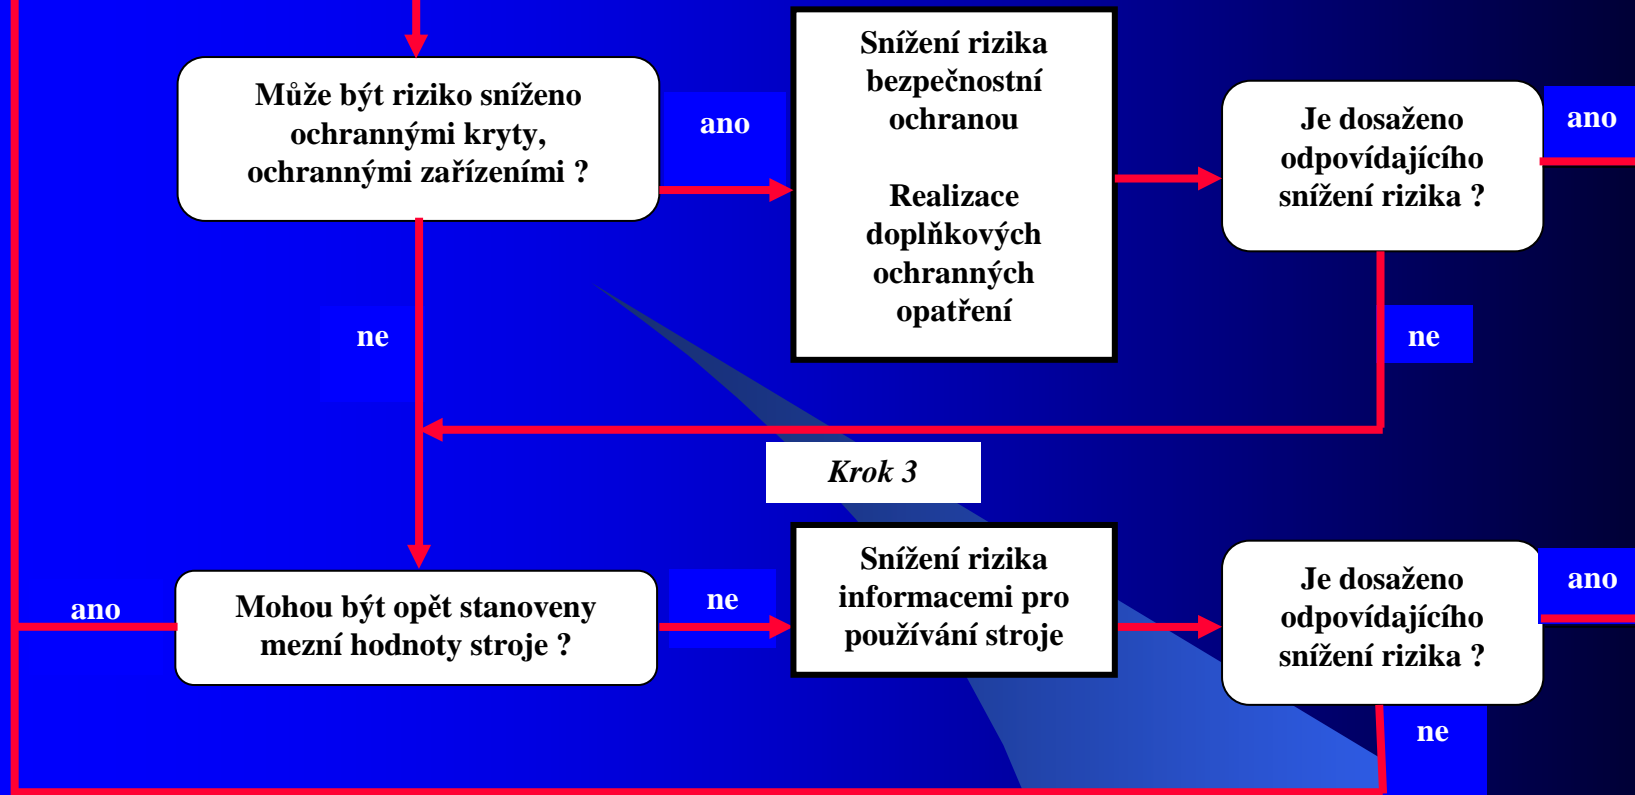 Může být riziko sníženo
ochrannými kryty,
ochrannými zařízeními ?
ano
Snížení rizika
bezpečnostní
ochranou
Realizace
doplňkových
ochranných
opatření
Je dosaženo
odpovídajícího
snížení rizika ?
ano
ne
ne
Krok 3
ano
Mohou být opět stanoveny
mezní hodnoty stroje ?
ne
Snížení rizika
informacemi pro
používání stroje
Je dosaženo
odpovídajícího
snížení rizika ?
ano
ne